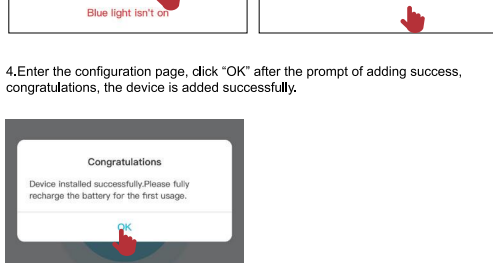 Blue light isn't on
4.Enter the configuration page, click “OK” after the prompt of adding success,
congratulations, the device is added successfully.
Congratulations
Device installed successfully.Please fully
recharge the battery for the first usage.
OK